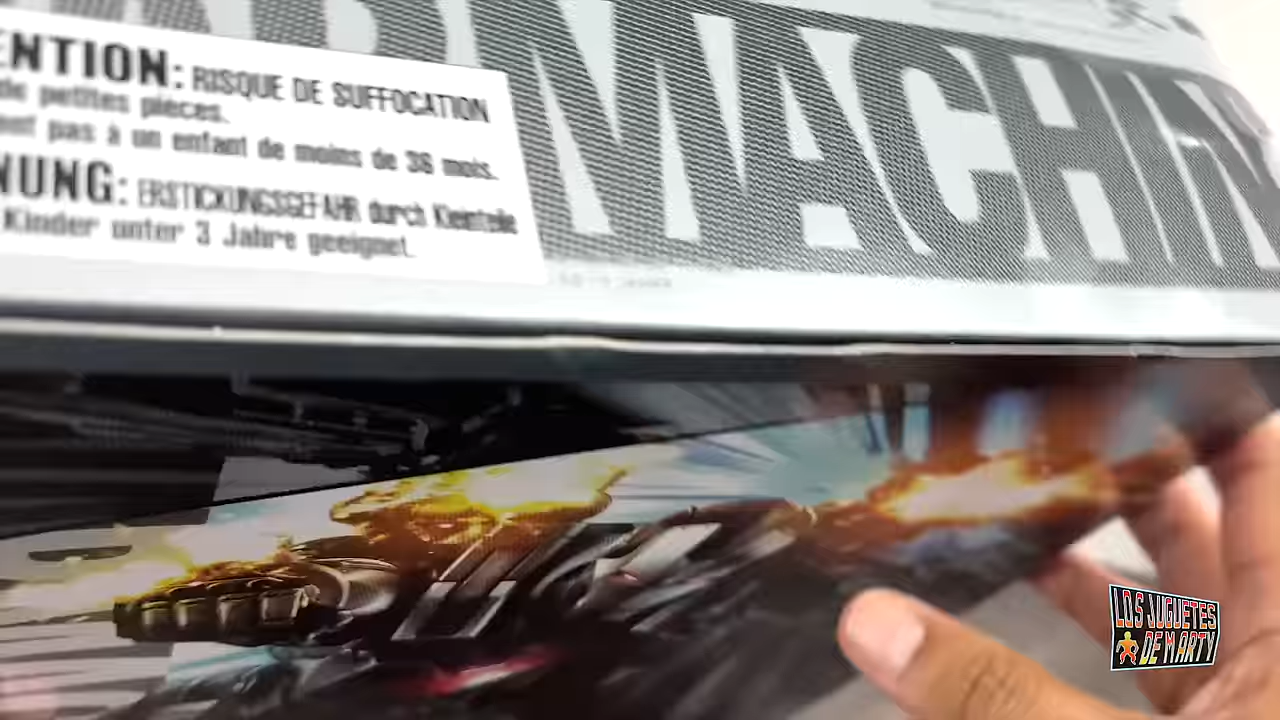 AR MACHIN
ENTION: RISQUE DE SUFFOCATION
de petites pièces.
ent pas à un enfant de moins de 36 mois.
NUNG: ERSTICKUNGSGEFAHR durch Kleinteile
Kinder unter 3 Jahre geeignet.
LOS JUGUETES
DE MARTY